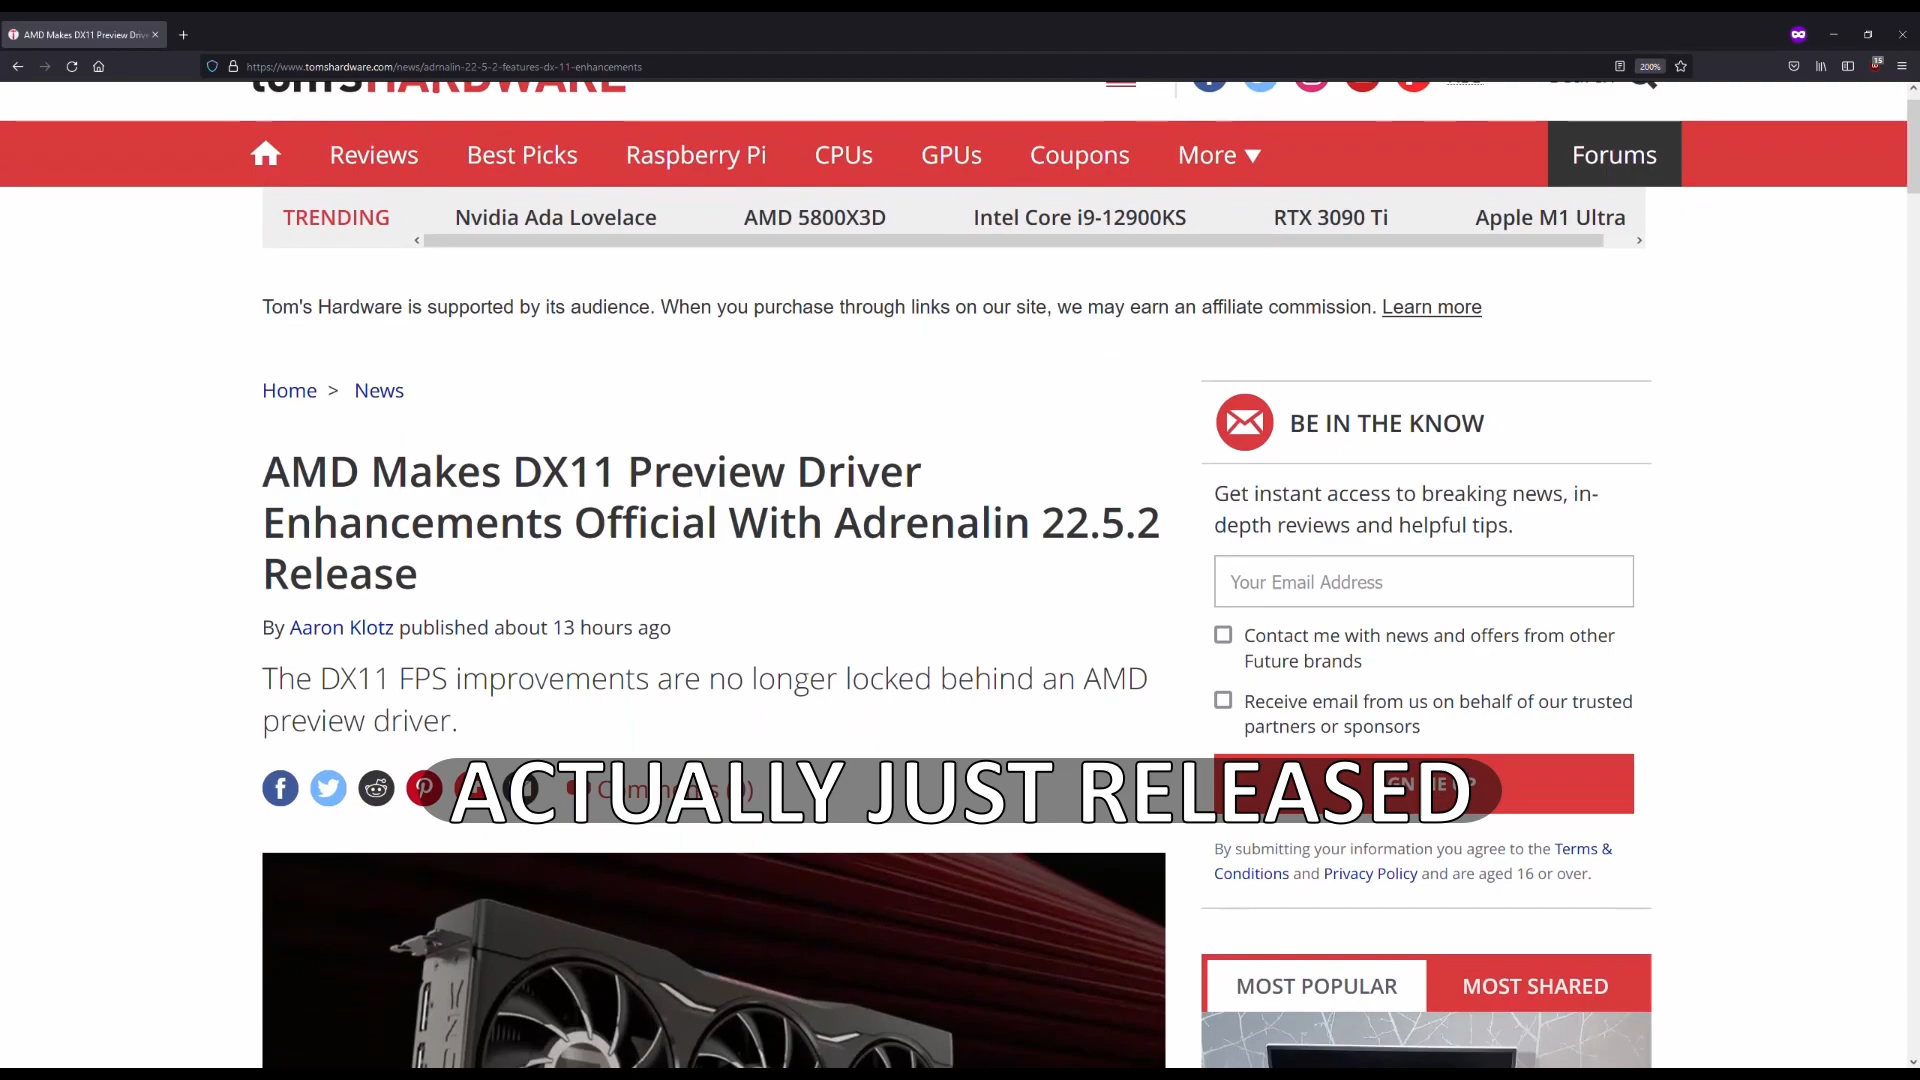 AMD Makes DX11 Preview Drive
https://www.tomshardware.com/news/admalin-22-5-2-features-dx-11-enhancements
200%
15
tom's HARDWARE
Reviews
Best Picks
Raspberry Pi
CPUs
GPUs
Coupons
More ▼
Forums
TRENDING
Nvidia Ada Lovelace
AMD 5800X3D
Intel Core i9-12900KS
RTX 3090 Ti
Apple M1 Ultra
Tom's Hardware is supported by its audience. When you purchase through links on our site, we may earn an affiliate commission. Learn more
Home > News
AMD Makes DX11 Preview Driver
Enhancements Official With Adrenalin 22.5.2
Release
By Aaron Klotz published about 13 hours ago
The DX11 FPS improvements are no longer locked behind an AMD
preview driver.
Comments (0)
ACTUALLY JUST RELEASED
BE IN THE KNOW
Get instant access to breaking news, in-
depth reviews and helpful tips.
Your Email Address
Contact me with news and offers from other
Future brands
Receive email from us on behalf of our trusted
partners or sponsors
By submitting your information you agree to the Terms &
Conditions and Privacy Policy and are aged 16 or over.
MOST POPULAR
MOST SHARED